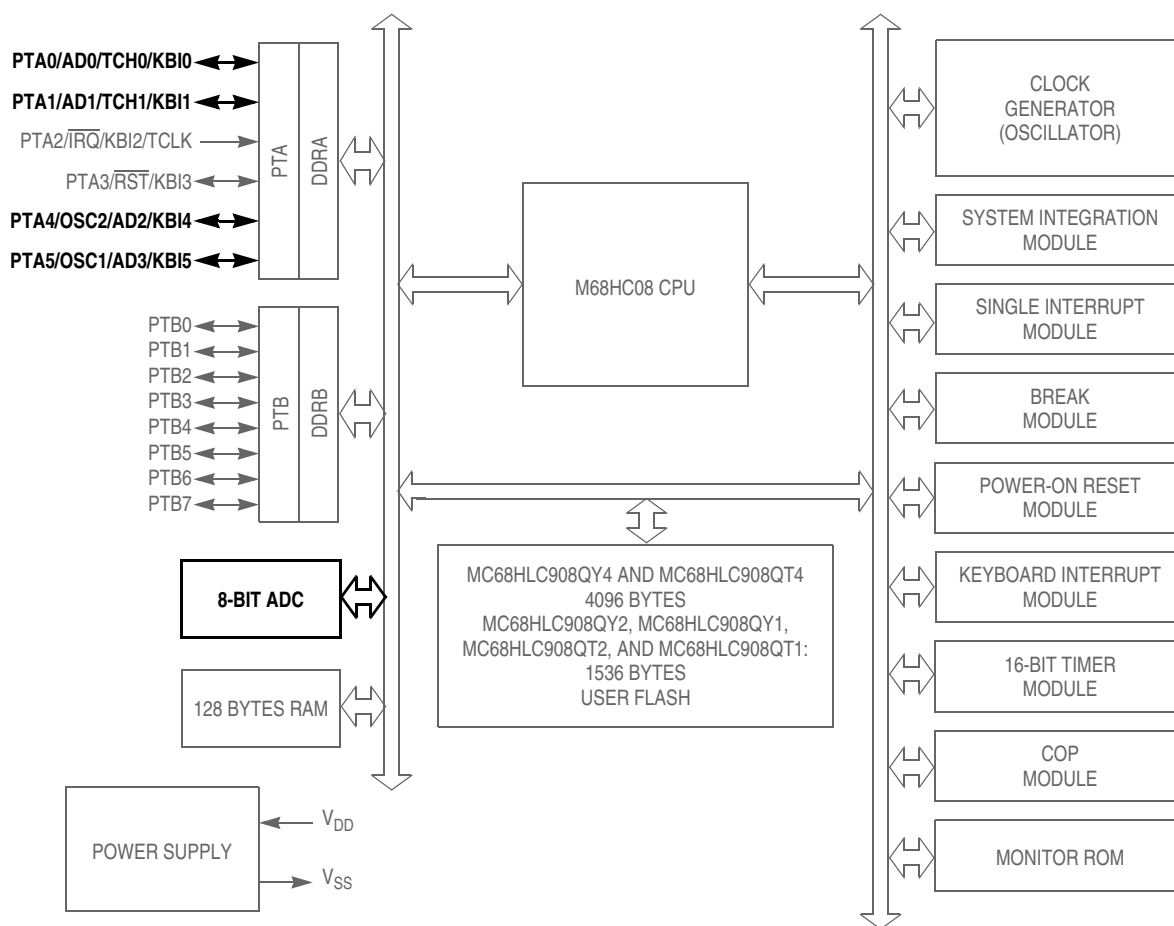 PTA0/AD0/TCH0/KBI0
PTA1/AD1/TCH1/KBI1
PTA2/IRQ/KBI2/TCLK
PTA3/RST/KBI3
PTA4/OSC2/AD2/KBI4
PTA5/OSC1/AD3/KBI5
PTA
DDRA
PTB0
PTB1
PTB2
PTB3
PTB4
PTB5
PTB6
PTB7
PTB
DDRB
8-BIT ADC
128 BYTES RAM
POWER SUPPLY
VDD
VSS
M68HC08 CPU
MC68HLC908QY4 AND MC68HLC908QT4
4096 BYTES
MC68HLC908QY2, MC68HLC908QY1,
MC68HLC908QT2, AND MC68HLC908QT1:
1536 BYTES
USER FLASH
CLOCK
GENERATOR
(OSCILLATOR)
SYSTEM INTEGRATION
MODULE
SINGLE INTERRUPT
MODULE
BREAK
MODULE
POWER-ON RESET
MODULE
KEYBOARD INTERRUPT
MODULE
16-BIT TIMER
MODULE
COP
MODULE
MONITOR ROM